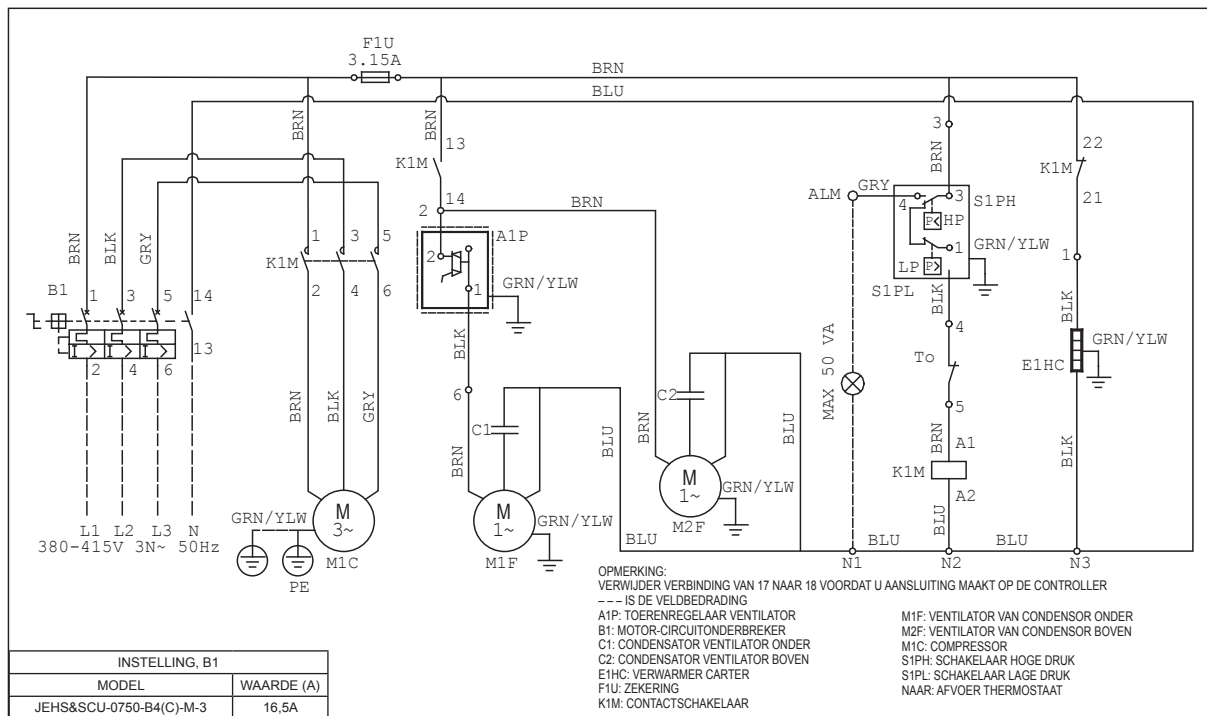 F1U
3.15A
BRN
BLU
BRN
BRN
3
13
22
K1M
BRN
K1M
14
ALM
GRY
4
3
S1PH
21
2
BRN
P
HP
1
3
5
A1P
BRN
BLK
GRY
K1M
2
1
GRN/YLW
1
B1
1
3
5
14
2
4
6
GRN/YLW
LP
P
1
S1PL
BLK
BLK
13
BLK
4
GRN/YLW
2
4
6
To
E1HC
MAX 50 VA
BRN
BLK
GRY
6
C2
5
C1
BLU
BRN
BLU
BRN
A1
BLK
BRN
K1M
M
1~
GRN/YLW
A2
L1
L2
L3
N
GRN/YLW
M
3~
M
1~
GRN/YLW
M2F
BLU
380-415V
3N~
50Hz
M1C
M1F
BLU
BLU
BLU
PE
N1
N2
N3
OPMERKING:
VERWIJDER VERBINDING VAN 17 NAAR 18 VOORDAT U AANSLUITING MAAKT OP DE CONTROLLER
--- IS DE VELDBEDRADING
A1P: TOERENREGELAAR VENTILATOR
B1: MOTOR-CIRCUITONDERBREKER
C1: CONDENSATOR VENTILATOR ONDER
C2: CONDENSATOR VENTILATOR BOVEN
E1HC: VERWARMER CARTER
F1U: ZEKERING
K1M: CONTACTSCHAKELAAR
M1F: VENTILATOR VAN CONDENSOR ONDER
M2F: VENTILATOR VAN CONDENSOR BOVEN
M1C: COMPRESSOR
S1PH: SCHAKELAAR HOGE DRUK
S1PL: SCHAKELAAR LAGE DRUK
NAAR: AFVOER THERMOSTAAT
INSTELLING, B1
MODEL
WAARDE (A)
JEHS&SCU-0750-B4(C)-M-3
16,5A